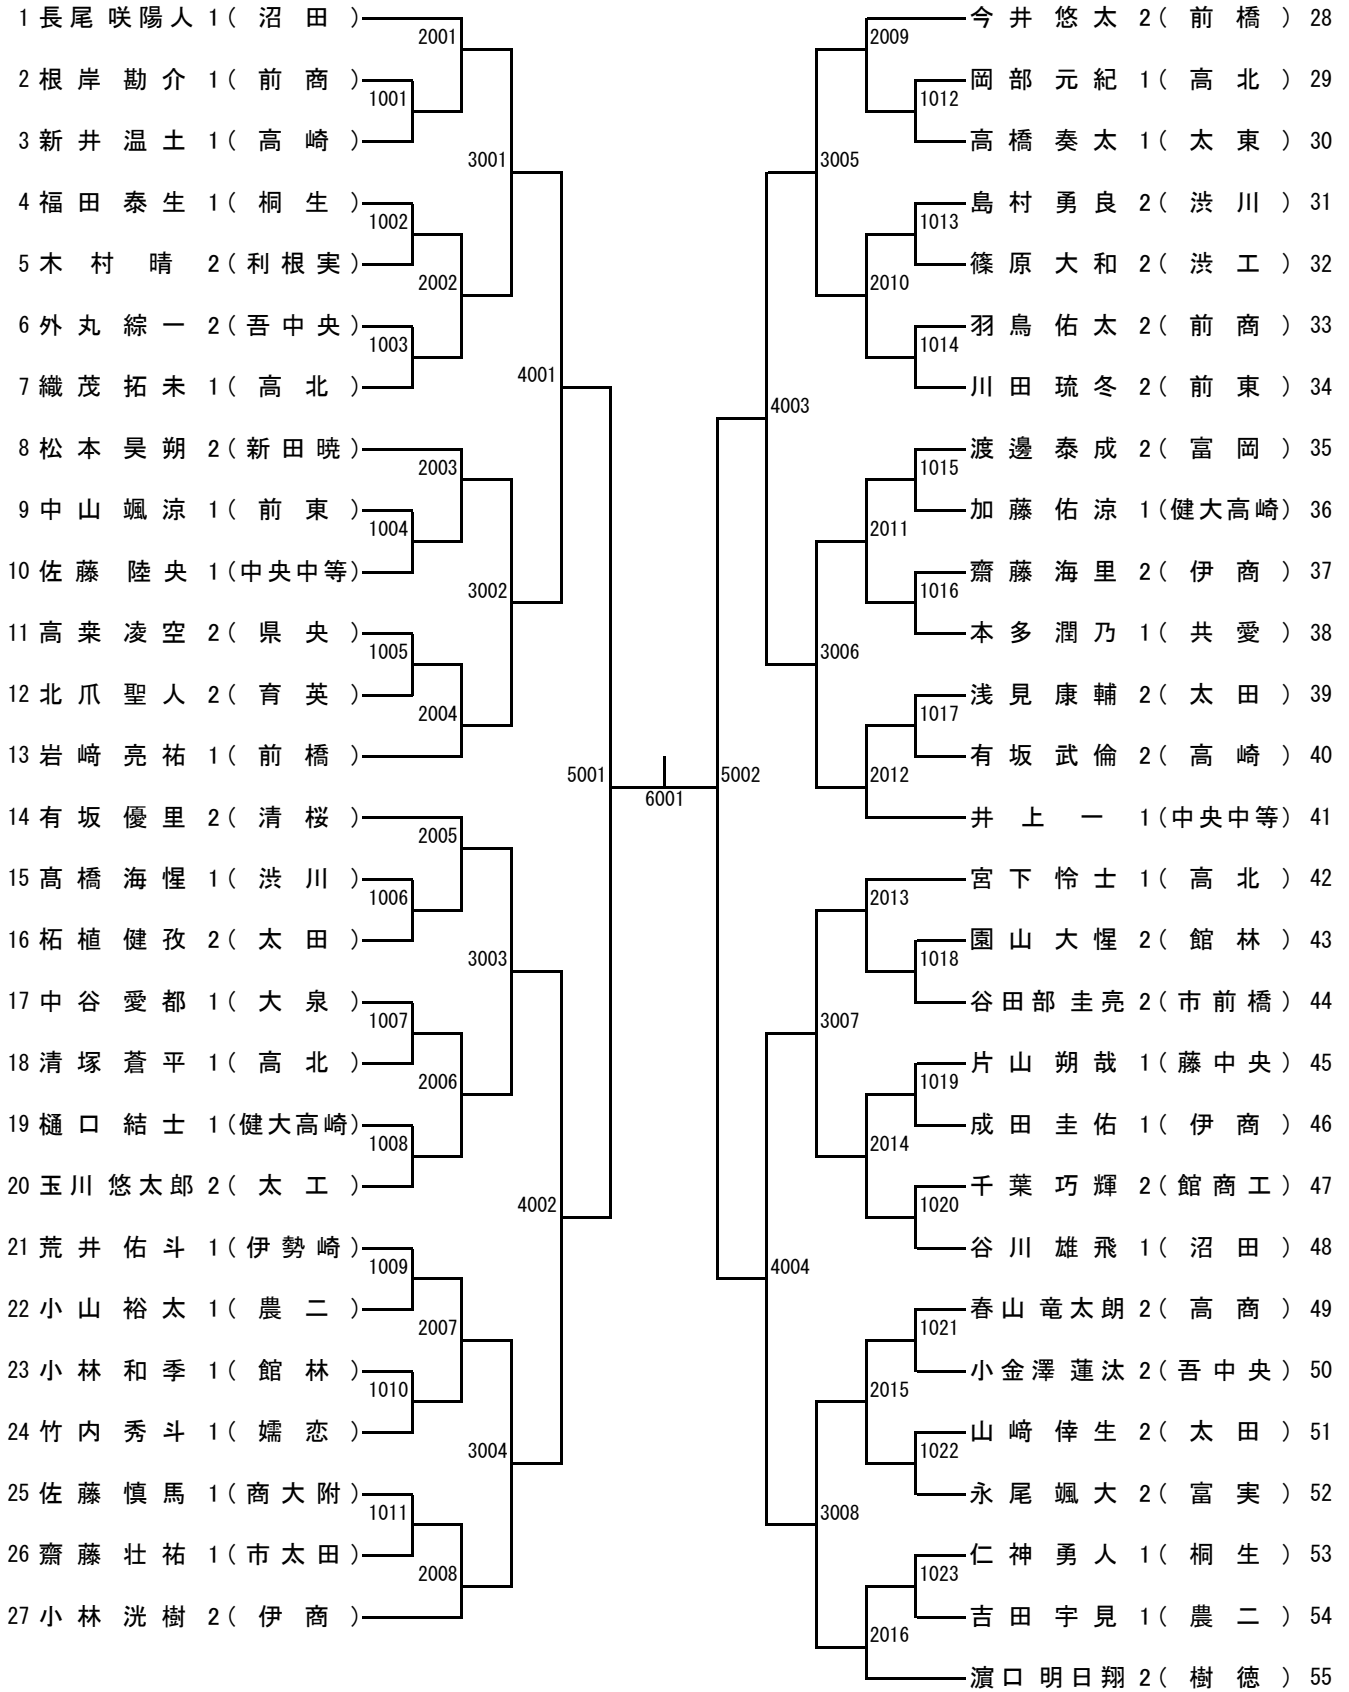 1 長尾 咲陽人 1 ( 沼田 )
2001
2 根岸 勘介 1 ( 前商 )
1001
3 新井 温土 1 ( 高崎 )
3001
4 福田 泰生 1 ( 桐生 )
1002
5 木村 晴 2 ( 利根実 )
2002
6 外丸 綜一 2 ( 吾中央 )
1003
7 織茂 拓未 1 ( 高北 )
4001
8 松本 昊朔 2 ( 新田暁 )
2003
9 中山 颯涼 1 ( 前東 )
1004
10 佐藤 陸央 1 (中央中等)
3002
11 高桒 凌空 2 ( 県央 )
1005
12 北爪 聖人 2 ( 育英 )
2004
13 岩﨑 亮祐 1 ( 前橋 )
5001
14 有坂 優里 2 ( 清桜 )
2005
15 髙橋 海惺 1 ( 渋川 )
1006
16 柘植 健孜 2 ( 太田 )
3003
17 中谷 愛都 1 ( 大泉 )
1007
18 清塚 蒼平 1 ( 高北 )
2006
19 樋口 結士 1 (健大高崎)
1008
20 玉川 悠太郎 2 ( 太工 )
4002
21 荒井 佑斗 1 ( 伊勢崎 )
1009
22 小山 裕太 1 ( 農二 )
2007
23 小林 和季 1 ( 館林 )
1010
24 竹内 秀斗 1 ( 嬬恋 )
3004
25 佐藤 慎馬 1 ( 商大附 )
1011
26 齋藤 壮祐 1 ( 市太田 )
2008
27 小林 洸樹 2 ( 伊商 )
6001
今井 悠太 2 ( 前橋 ) 28
2009
岡部 元紀 1 ( 高北 ) 29
1012
高橋 奏太 1 ( 太東 ) 30
3005
島村 勇良 2 ( 渋川 ) 31
1013
篠原 大和 2 ( 渋工 ) 32
2010
羽鳥 佑太 2 ( 前商 ) 33
1014
川田 琉冬 2 ( 前東 ) 34
4003
渡邊 泰成 2 ( 富岡 ) 35
1015
加藤 佑涼 1 (健大高崎) 36
2011
齋藤 海里 2 ( 伊商 ) 37
1016
本多 潤乃 1 ( 共愛 ) 38
3006
浅見 康輔 2 ( 太田 ) 39
1017
有坂 武倫 2 ( 高崎 ) 40
2012
5002
井上 一 1 (中央中等) 41
宮下 怜士 1 ( 高北 ) 42
2013
園山 大惺 2 ( 館林 ) 43
1018
谷田部 圭亮 2 ( 市前橋 ) 44
3007
片山 朔哉 1 ( 藤中央 ) 45
1019
成田 圭佑 1 ( 伊商 ) 46
2014
千葉 巧輝 2 ( 館商工 ) 47
1020
谷川 雄飛 1 ( 沼田 ) 48
4004
春山 竜太朗 2 ( 高商 ) 49
1021
小金澤 蓮汰 2 ( 吾中央 ) 50
2015
山﨑 倖生 2 ( 太田 ) 51
1022
永尾 颯大 2 ( 富実 ) 52
3008
仁神 勇人 1 ( 桐生 ) 53
1023
吉田 宇見 1 ( 農二 ) 54
2016
濵口 明日翔 2 ( 樹徳 ) 55